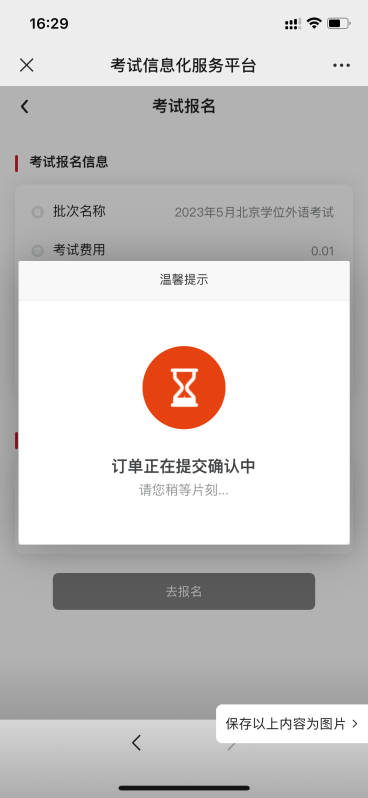 16:29
考试信息化服务平台
考试报名
考试报名信息
批次名称 2023年5月北京学位外语考试
考试费用 0.01
温馨提示
订单正在提交确认中
请您稍等片刻...
去报名
保存以上内容为图片